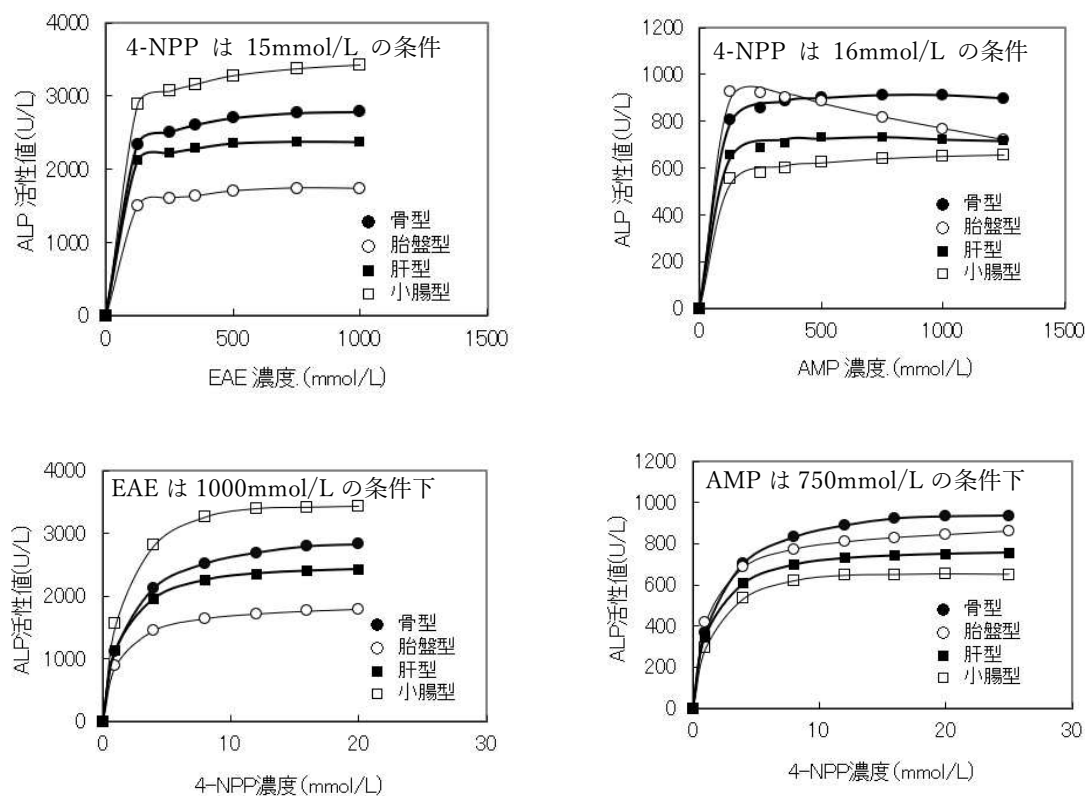 4-NPP は 15mmol/L の条件
ALP 活性値(U/L)
4000
3000
2000
1000
0
骨型
胎盤型
肝型
小腸型
0 500 1000 1500
EAE 濃度.(mmol/L)
4-NPP は 16mmol/L の条件
ALP 活性値(U/L)
1200
1000
800
600
400
200
0
骨型
胎盤型
肝型
小腸型
0 500 1000 1500
AMP 濃度.(mmol/L)
EAE は 1000mmol/L の条件下
ALP活性値(U/L)
4000
3000
2000
1000
0
骨型
胎盤型
肝型
小腸型
0 10 20 30
4-NPP濃度(mmol/L)
AMP は 750mmol/L の条件下
ALP活性値(U/L)
1200
1000
800
600
400
200
0
骨型
胎盤型
肝型
小腸型
0 10 20 30
4-NPP濃度(mmol/L)